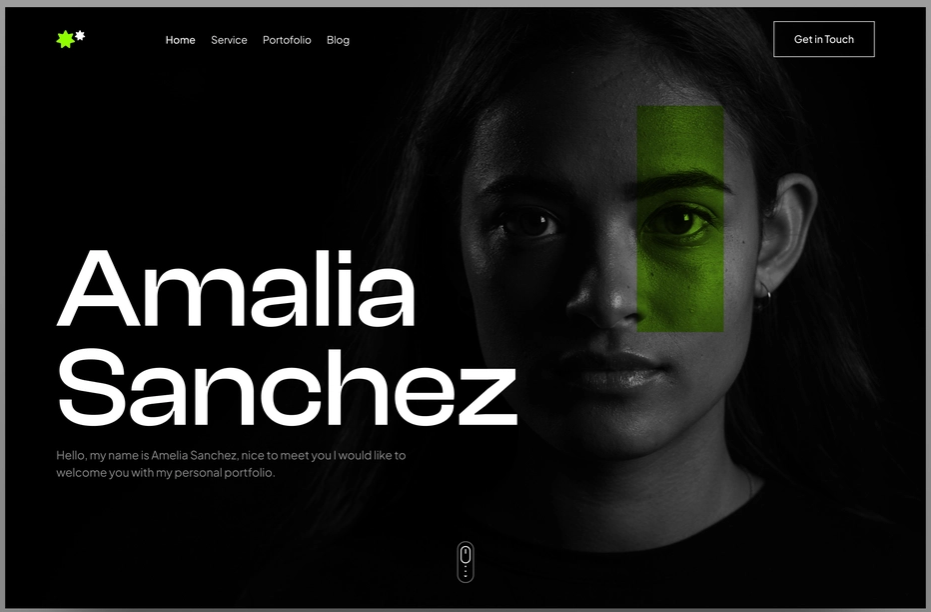 Home Service Portofolio Blog
Get in Touch
Amalia
Sanchez
Hello, my name is Amelia Sanchez, nice to meet you I would like to
welcome you with my personal portfolio.